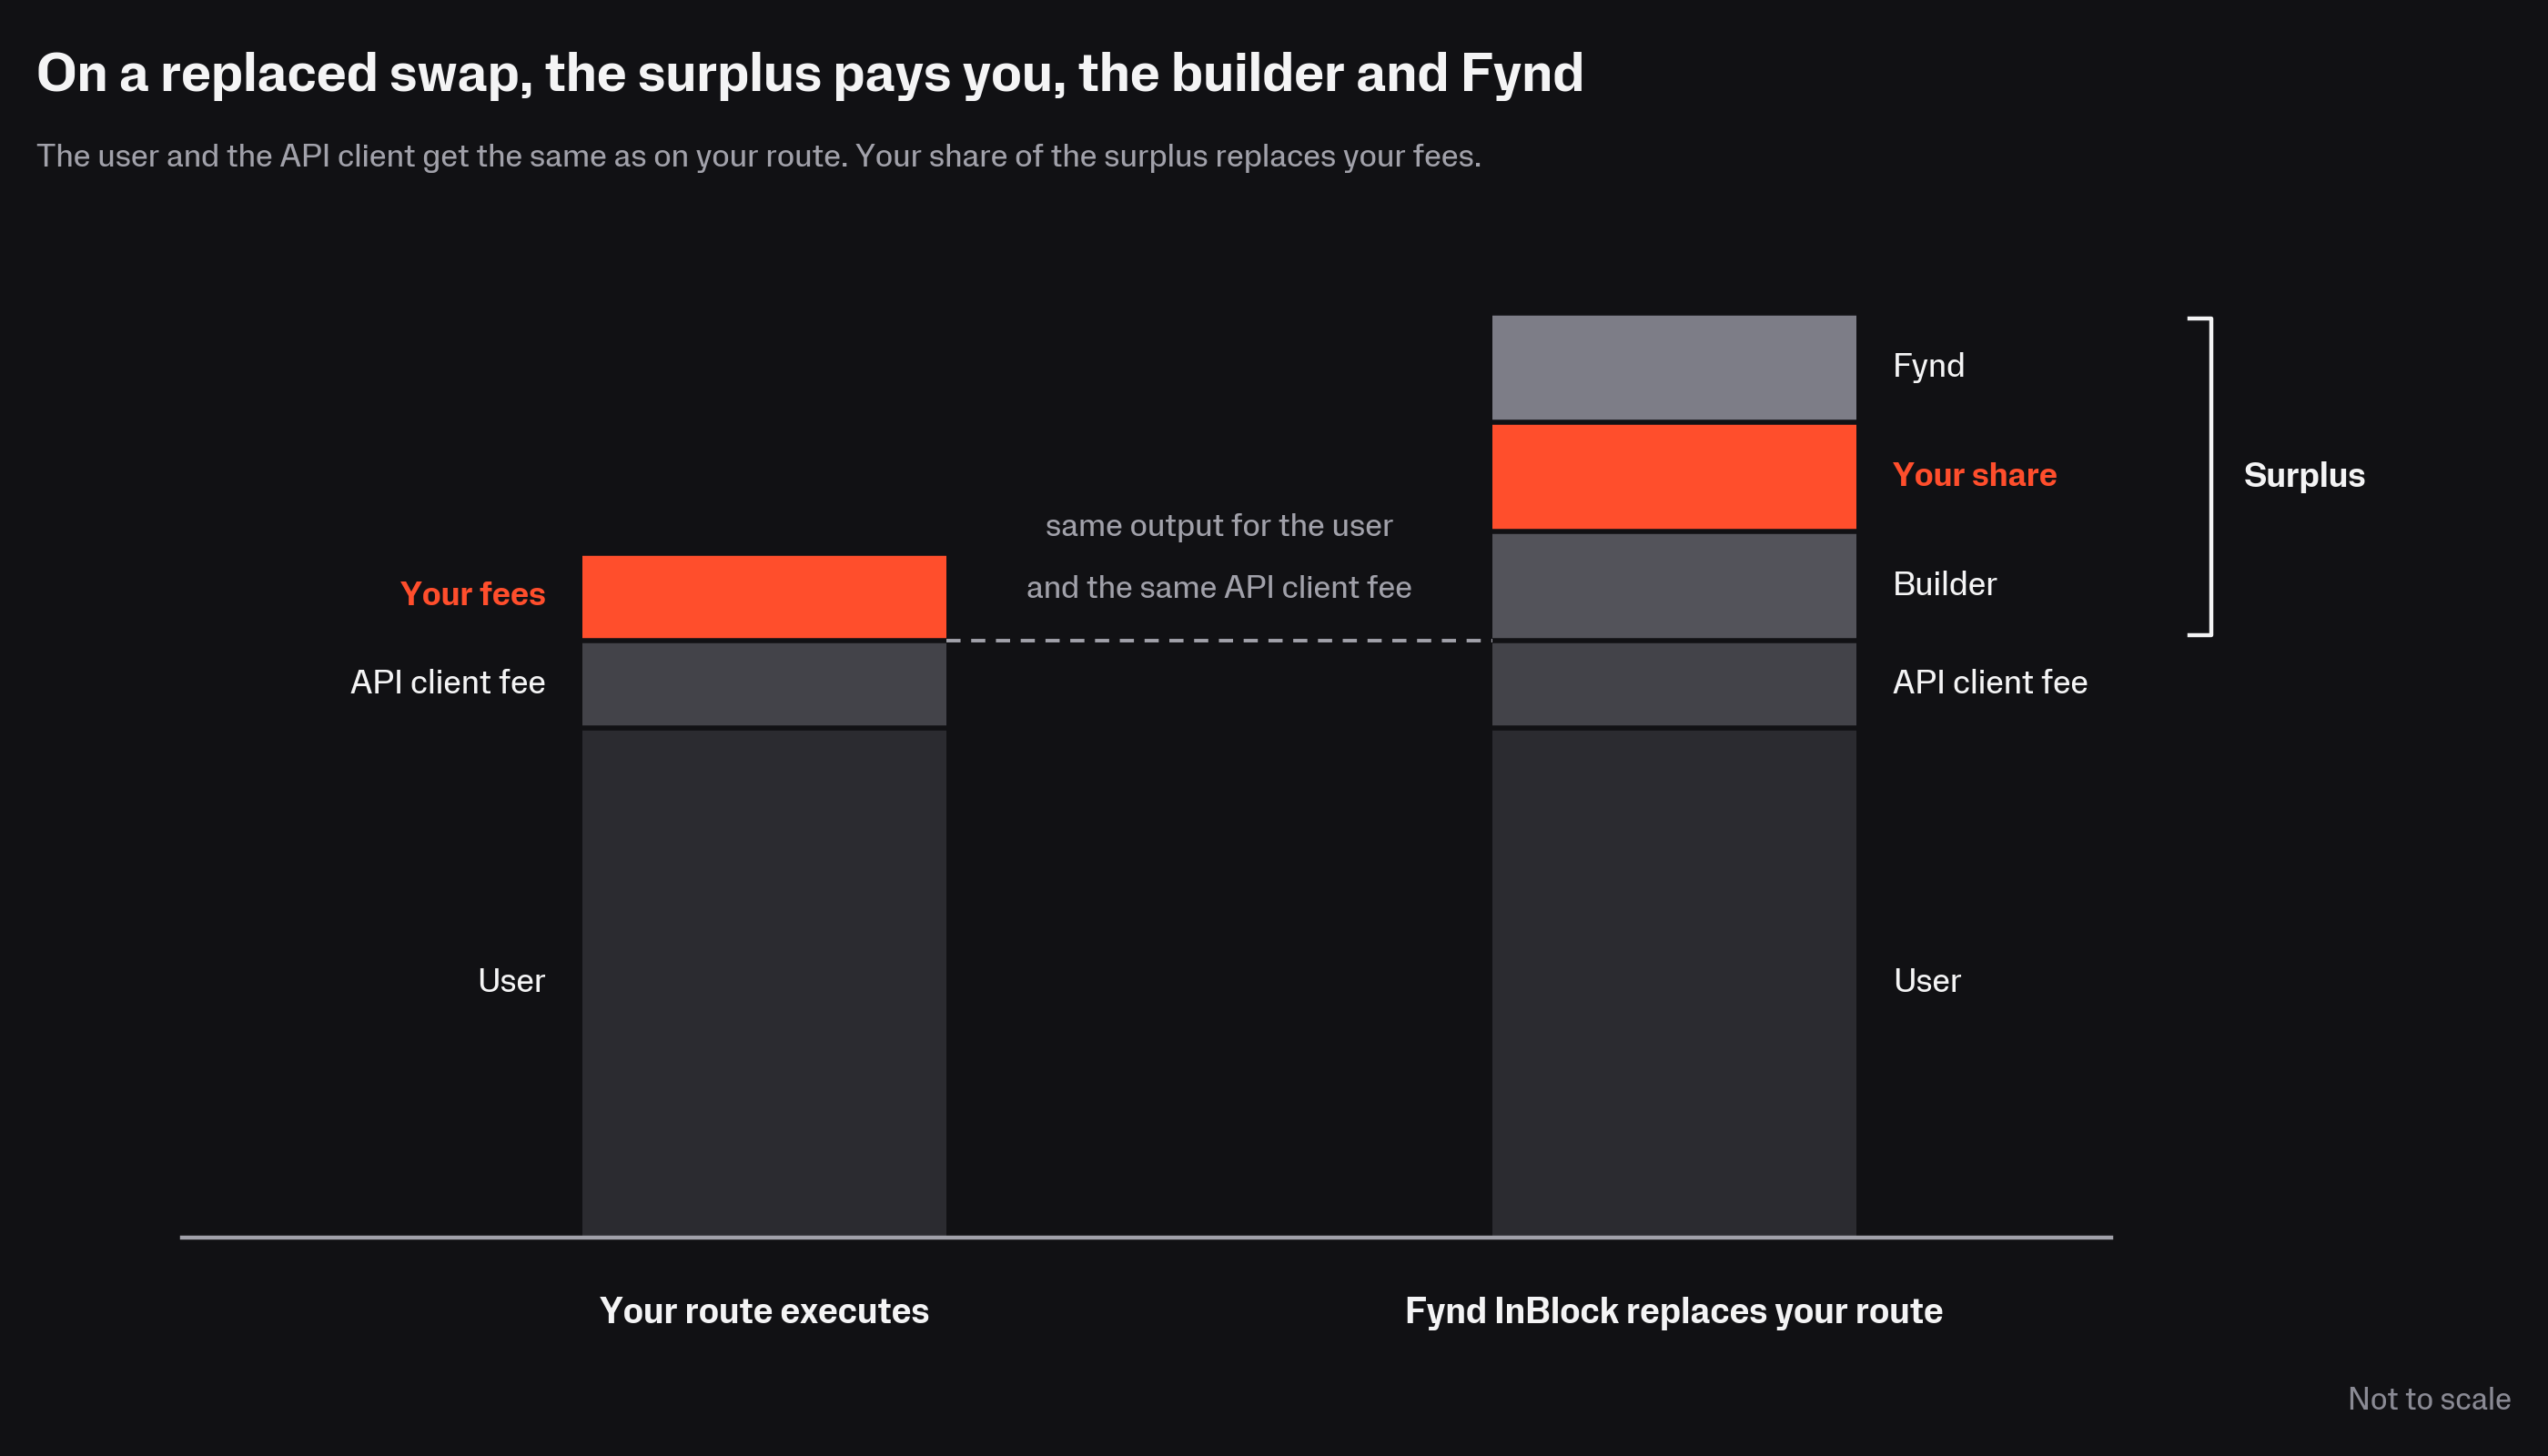 On a replaced swap, the surplus pays you, the builder and Fynd
The user and the API client get the same as on your route. Your share of the surplus replaces your fees.
Fynd
Your share
Surplus
same output for the user
and the same API client fee
Your fees
Builder
API client fee
API client fee
User
User
Your route executes
Fynd InBlock replaces your route
Not to scale